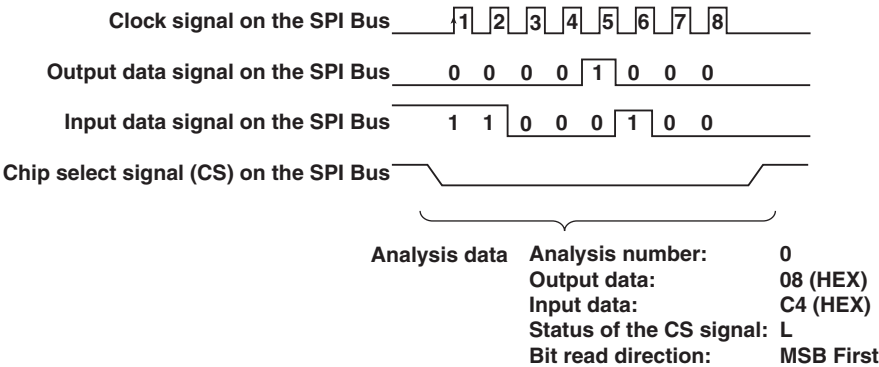 Clock signal on the SPI Bus 1 2 3 4 5 6 7 8
Output data signal on the SPI Bus 0 0 0 0 1 0 0 0
Input data signal on the SPI Bus 1 1 0 0 0 1 0 0
Chip select signal (CS) on the SPI Bus
Analysis data Analysis number: 0
Output data: 08 (HEX)
Input data: C4 (HEX)
Status of the CS signal: L
Bit read direction: MSB First